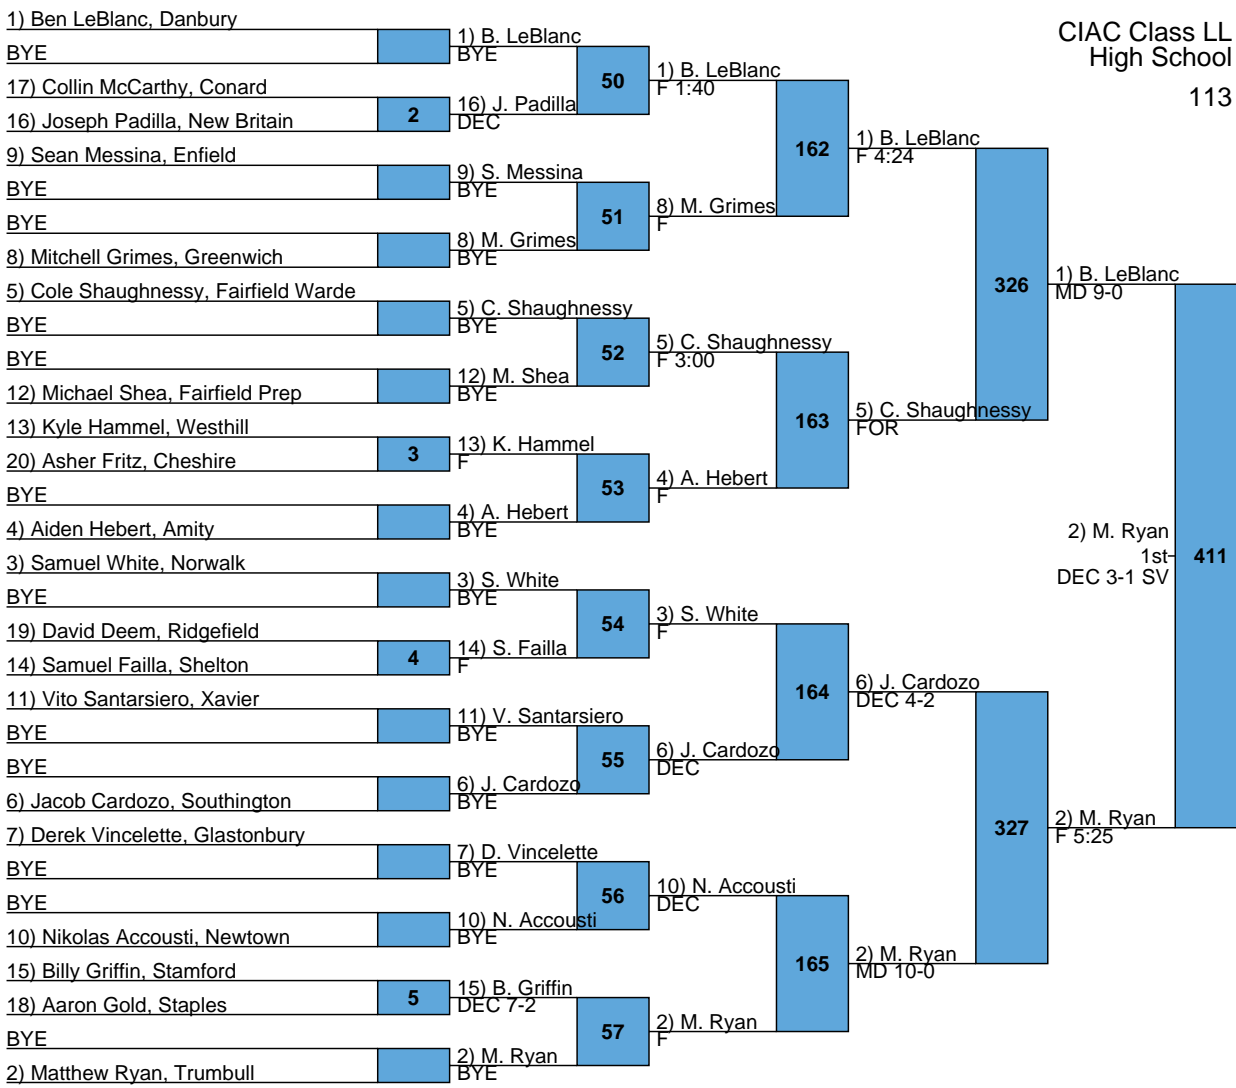 CIAC Class LL
High School
113
1) Ben LeBlanc, Danbury
BYE
17) Collin McCarthy, Conard
16) Joseph Padilla, New Britain
9) Sean Messina, Enfield
BYE
BYE
8) Mitchell Grimes, Greenwich
5) Cole Shaughnessy, Fairfield Warde
BYE
BYE
12) Michael Shea, Fairfield Prep
13) Kyle Hammel, Westhill
20) Asher Fritz, Cheshire
BYE
4) Aiden Hebert, Amity
3) Samuel White, Norwalk
BYE
19) David Deem, Ridgefield
14) Samuel Failla, Shelton
11) Vito Santarsiero, Xavier
BYE
BYE
6) Jacob Cardozo, Southington
7) Derek Vincelette, Glastonbury
BYE
BYE
10) Nikolas Accousti, Newtown
15) Billy Griffin, Stamford
18) Aaron Gold, Staples
BYE
2) Matthew Ryan, Trumbull
2
3
4
5
1) B. LeBlanc
BYE
16) J. Padilla
DEC
9) S. Messina
BYE
8) M. Grimes
BYE
5) C. Shaughnessy
BYE
12) M. Shea
BYE
13) K. Hammel
F
4) A. Hebert
BYE
3) S. White
BYE
14) S. Failla
F
11) V. Santarsiero
BYE
6) J. Cardozo
BYE
7) D. Vincelette
BYE
10) N. Accousti
BYE
15) B. Griffin
DEC 7-2
2) M. Ryan
BYE
50
51
52
53
54
55
56
57
1) B. LeBlanc
F 1:40
8) M. Grimes
F
5) C. Shaughnessy
F 3:00
4) A. Hebert
F
3) S. White
F
6) J. Cardozo
DEC
10) N. Accousti
DEC
2) M. Ryan
F
162
163
164
165
1) B. LeBlanc
F 4:24
5) C. Shaughnessy
FOR
6) J. Cardozo
DEC 4-2
2) M. Ryan
MD 10-0
326
327
1) B. LeBlanc
MD 9-0
2) M. Ryan
F 5:25
411
2) M. Ryan
1st
DEC 3-1 SV